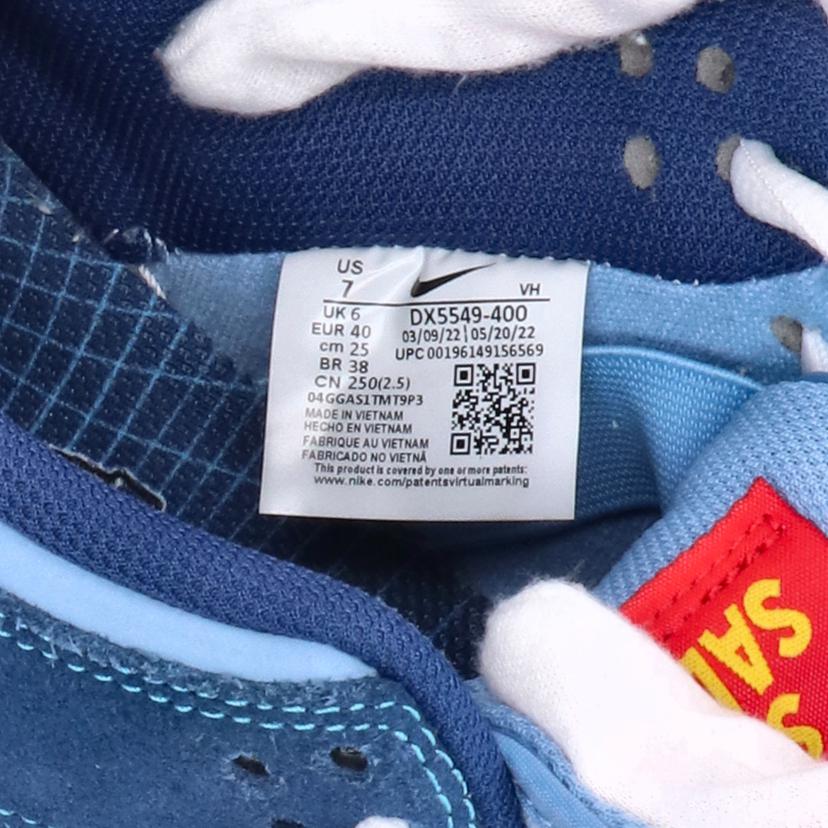 US
7
VH
UK 6
DX5549-400
EUR 40
03/09/22\05/20/22
cm 25
UPC 00196149156569
BR 38
CN 250(2.5)
04GGAS1TMT9P3
MADE IN VIETNAM
HECHO EN VIETNAM
FABRIQUE AU VIETNAM
FABRICADO NO VIETNÃ
This product is covered by one or more patents:
www.nike.com/patentsvirtualmarking